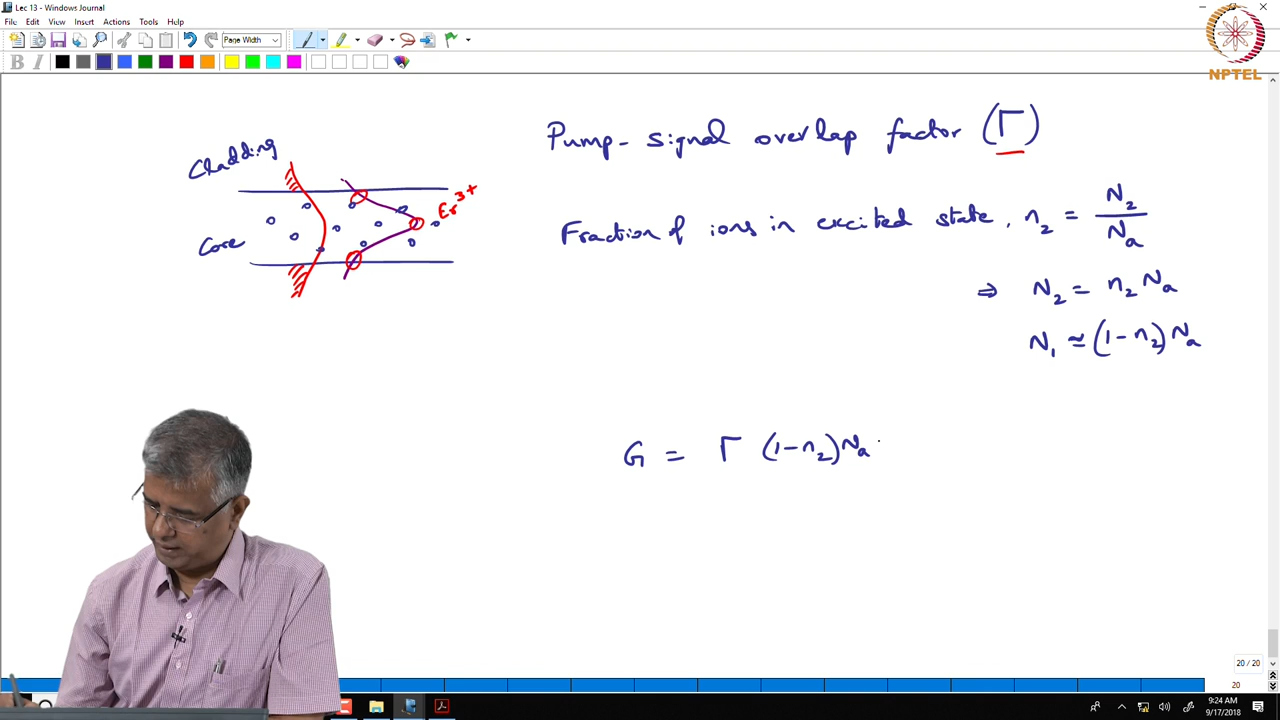 Lec 13 - Windows Journal
File Edit View Insert Actions Tools Help
Page Width
NPTEL
Pump-signal overlap factor (Γ)
Cladding
Core
Er³⁺
Fraction of ions in excited state, n₂ = N₂/Nₐ
⇒ N₂ = n₂ Nₐ
N₁ ≈ (1-n₂) Nₐ
G = Γ (1-n₂) Nₐ
20 / 20
20
9:24 AM
9/17/2018